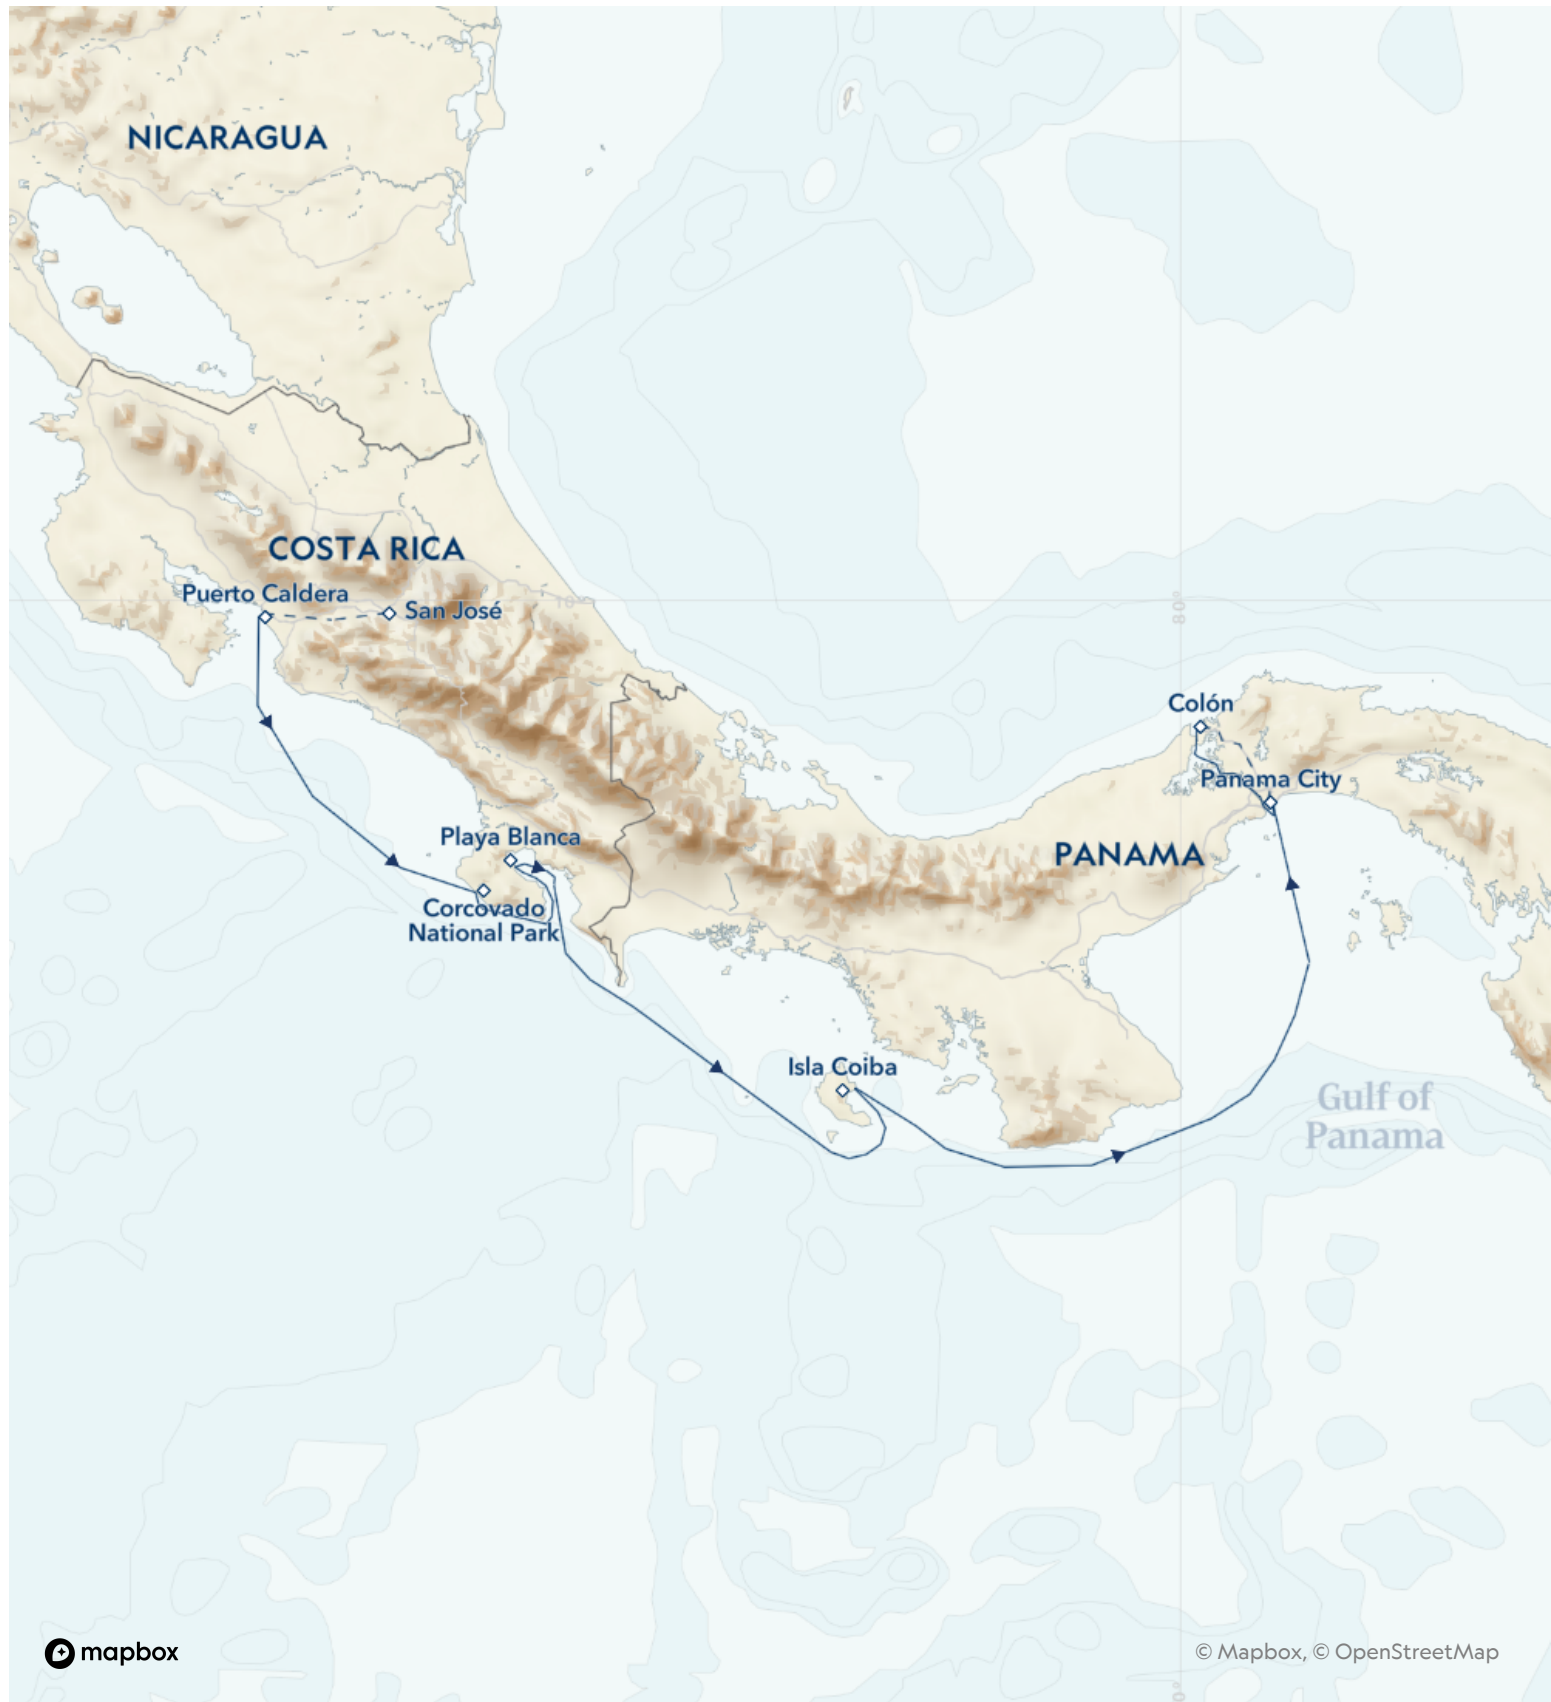 NICARAGUA
COSTA RICA
Puerto Caldera
San José
10°
80°
Colón
Panama City
Playa Blanca
PANAMA
Corcovado
National Park
Isla Coiba
Gulf of
Panama
mapbox
© Mapbox, © OpenStreetMap